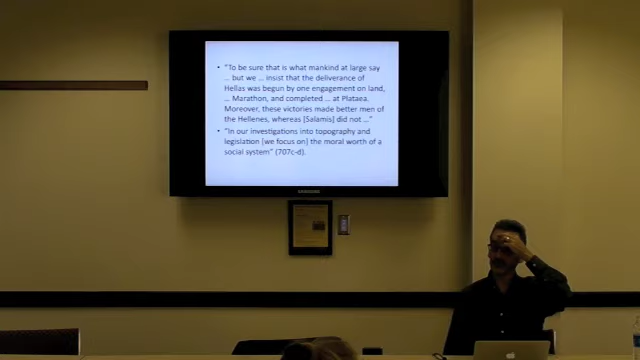 • "To be sure that is what mankind at large say
… but we … insist that the deliverance of
Hellas was begun by one engagement on land,
… Marathon, and completed … at Plataea.
Moreover, these victories made better men of
the Hellenes, whereas [Salamis] did not …"
• "In our investigations into topography and
legislation [we focus on] the moral worth of a
social system" (707c-d).
SAMSUNG